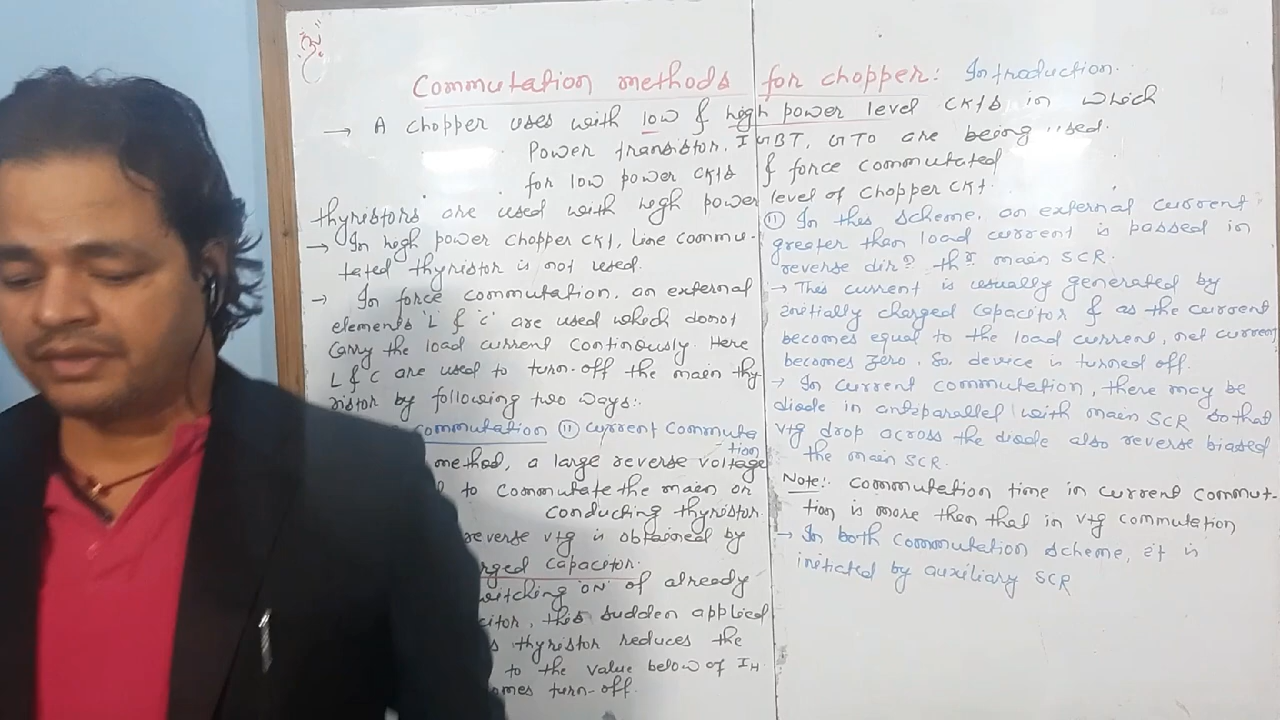 ॐ
Commutation methods for chopper: Introduction.
→ A chopper uses with low & high power level CKts in which
Power transistor, IGBT, GTO are being used.
for low power CKts & force commutated
thyristors are used with high power level of Chopper CKt.
→ In high power chopper CKt, Line commu-
tated thyristor is not used.
→ In force commutation, an external
elements 'L' & 'C' are used which donot
Carry the load current continously. Here
L & C are used to turn-off the main thy
ristor by following two ways:.
commutation (ii) current Commuta
tion
method, a large reverse voltage
to commutate the main or
conducting thyristor.
reverse vtg is obtained by
rged capacitor.
witching 'ON' of already
citor, this sudden applied
s thyristor reduces the
to the value below of IH
omes turn-off.
(ii) In this scheme, an external current
greater than load current is passed in
reverse dirn. thr main SCR.
→ This current is usually generated by
initially charged capacitor & as the current
becomes equal to the load current, net current
becomes zero. So, device is turned off.
→ In current commutation, there may be
diode in antiparallel with main SCR so that
vtg drop across the diode also reverse biased
the main SCR.
Note:. Commutation time in current commut-
tion is more then that in vtg commutation
→ In both Commutation scheme, it is
initiated by auxiliary SCR